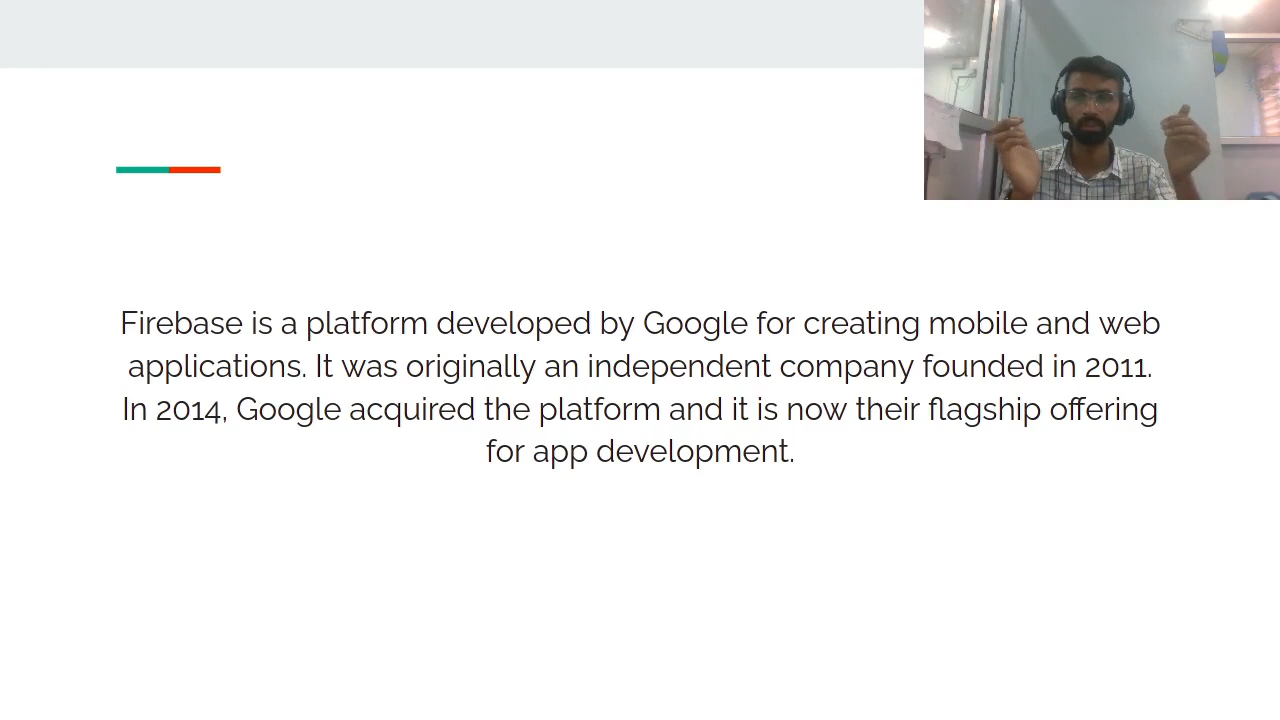 Firebase is a platform developed by Google for creating mobile and web
applications. It was originally an independent company founded in 2011.
In 2014, Google acquired the platform and it is now their flagship offering
for app development.